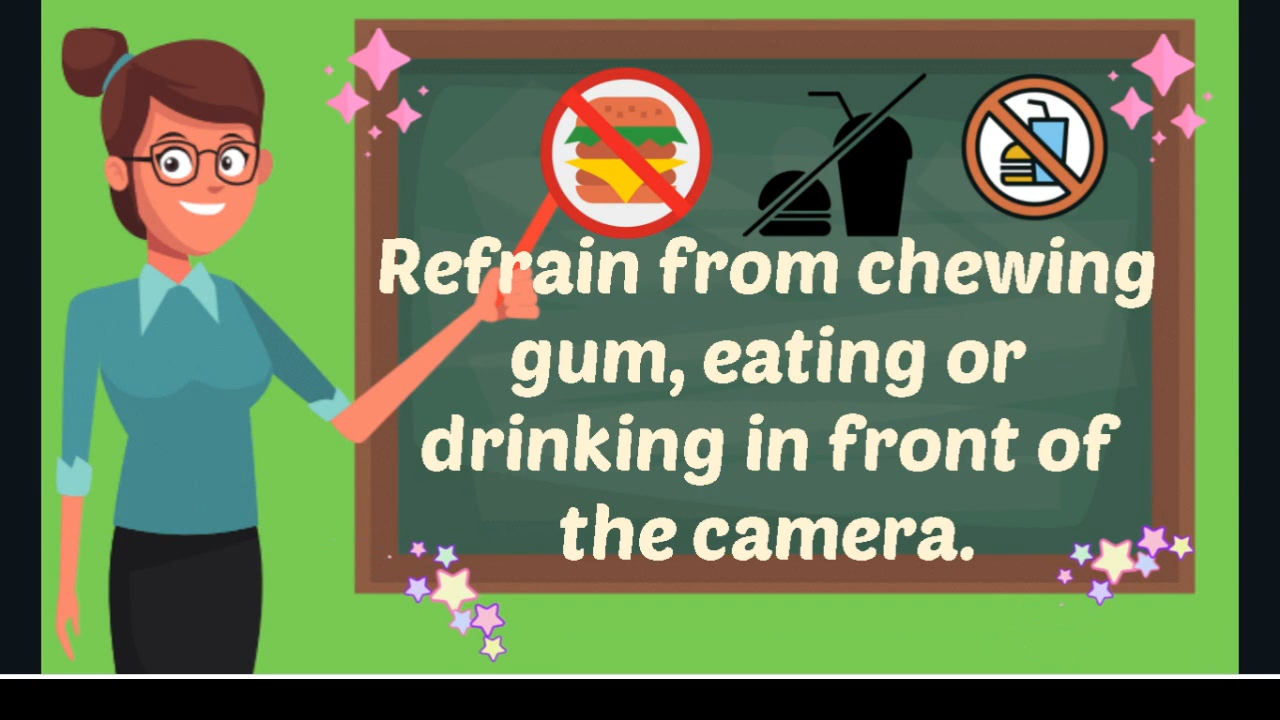 Refrain from chewing
gum, eating or
drinking in front of
the camera.